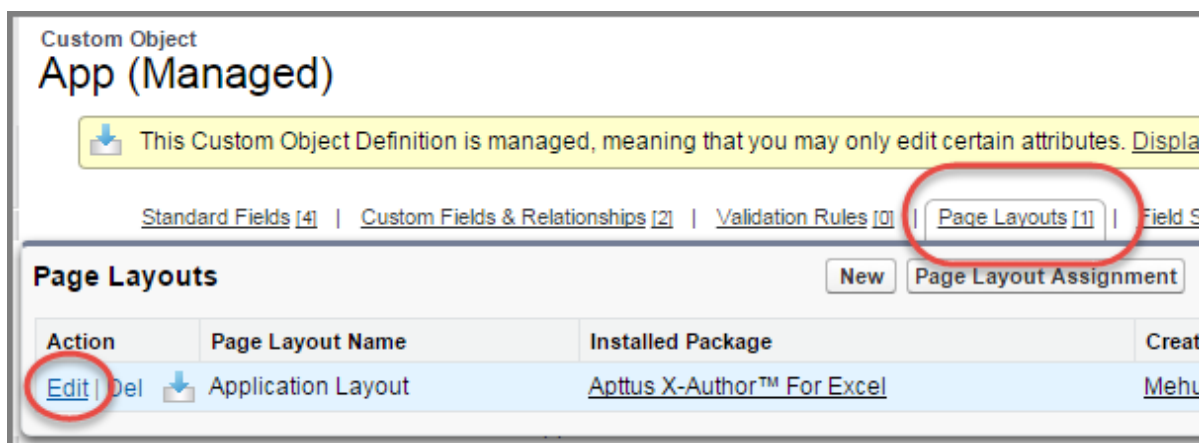 Custom Object
App (Managed)
This Custom Object Definition is managed, meaning that you may only edit certain attributes.
Standard Fields [4] | Custom Fields & Relationships [2] | Validation Rules [0] | Page Layouts [1] | Field
Page Layouts New Page Layout Assignment
Action Page Layout Name Installed Package
Edit | Del Application Layout Apttus X-Author™ For Excel